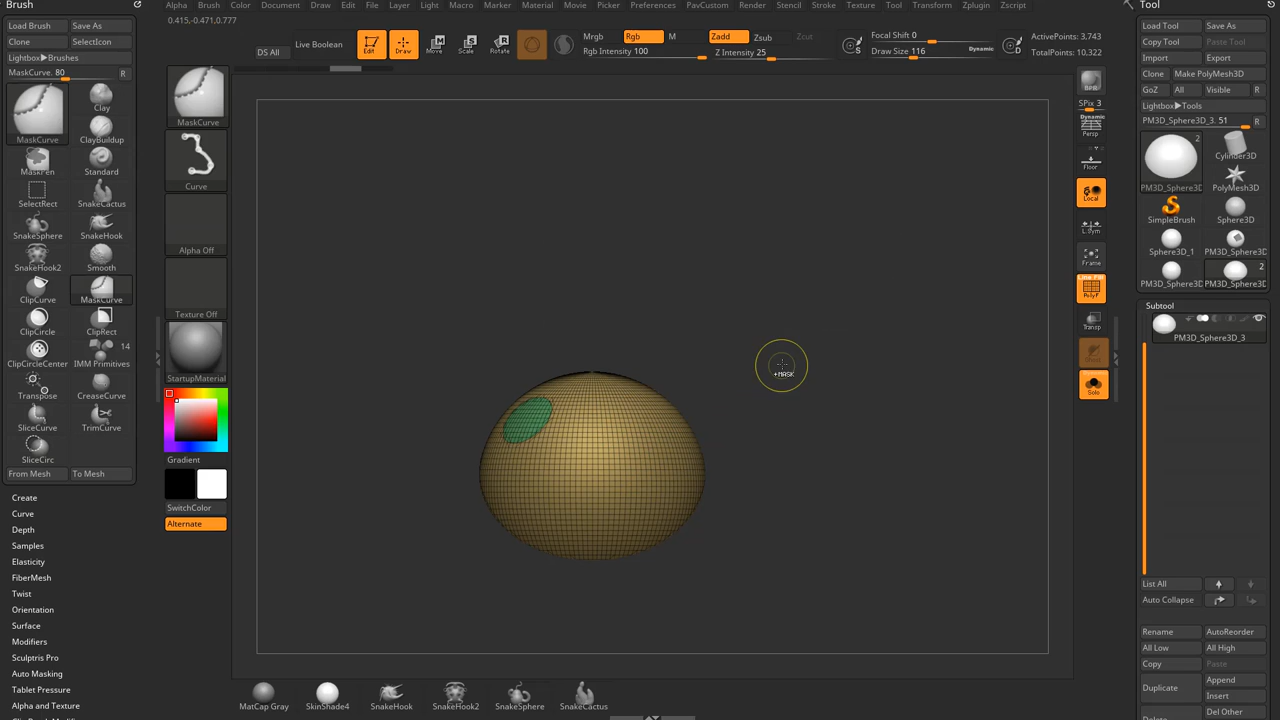 Brush
Alpha Brush Color Document Draw Edit File Layer Light Macro Marker Material Movie Picker Preferences PavCustom Render Stencil Stroke Texture Tool Transform Zplugin Zscript
Tool
0.415,-0.471,0.777
Load Brush Save As
Clone SelectIcon
Lightbox▶Brushes
MaskCurve. 80 R
MaskCurve
Clay
ClayBuildup
MaskPen
Standard
SelectRect
SnakeCactus
SnakeSphere
SnakeHook
SnakeHook2
Smooth
ClipCurve
MaskCurve
ClipCircle
ClipRect
ClipCircleCenter
14
IMM Primitives
Transpose
CreaseCurve
SliceCurve
TrimCurve
SliceCirc
From Mesh To Mesh
Create
Curve
Depth
Samples
Elasticity
FiberMesh
Twist
Orientation
Surface
Modifiers
Sculptris Pro
Auto Masking
Tablet Pressure
Alpha and Texture
DS All
Live Boolean
Edit
Draw
Move
Scale
Rotate
Mrgb Rgb M
Rgb Intensity 100
Zadd Zsub Zcut
Z Intensity 25
S
Focal Shift 0
Draw Size 116
Dynamic
D
ActivePoints: 3,743
TotalPoints: 10,322
MaskCurve
Curve
Alpha Off
Texture Off
StartupMaterial
Gradient
SwitchColor
Alternate
+MASK
MatCap Gray
SkinShade4
SnakeHook
SnakeHook2
SnakeSphere
SnakeCactus
BPR
SPix 3
Dynamic
Persp
Floor
Local
L.Sym
Frame
Line Fill
PolyF
Transp
Dynamic
Solo
Load Tool Save As
Copy Tool Paste Tool
Import Export
Clone Make PolyMesh3D
GoZ All Visible R
Lightbox▶Tools
PM3D_Sphere3D_3. 51 R
2
PM3D_Sphere3D
Cylinder3D
PolyMesh3D
SimpleBrush
Sphere3D
Sphere3D_1
PM3D_Sphere3D
2
PM3D_Sphere3D
PM3D_Sphere3D
Subtool
PM3D_Sphere3D_3
List All
Auto Collapse
Rename AutoReorder
All Low All High
Copy Paste
Duplicate
Append
Insert
Del Other